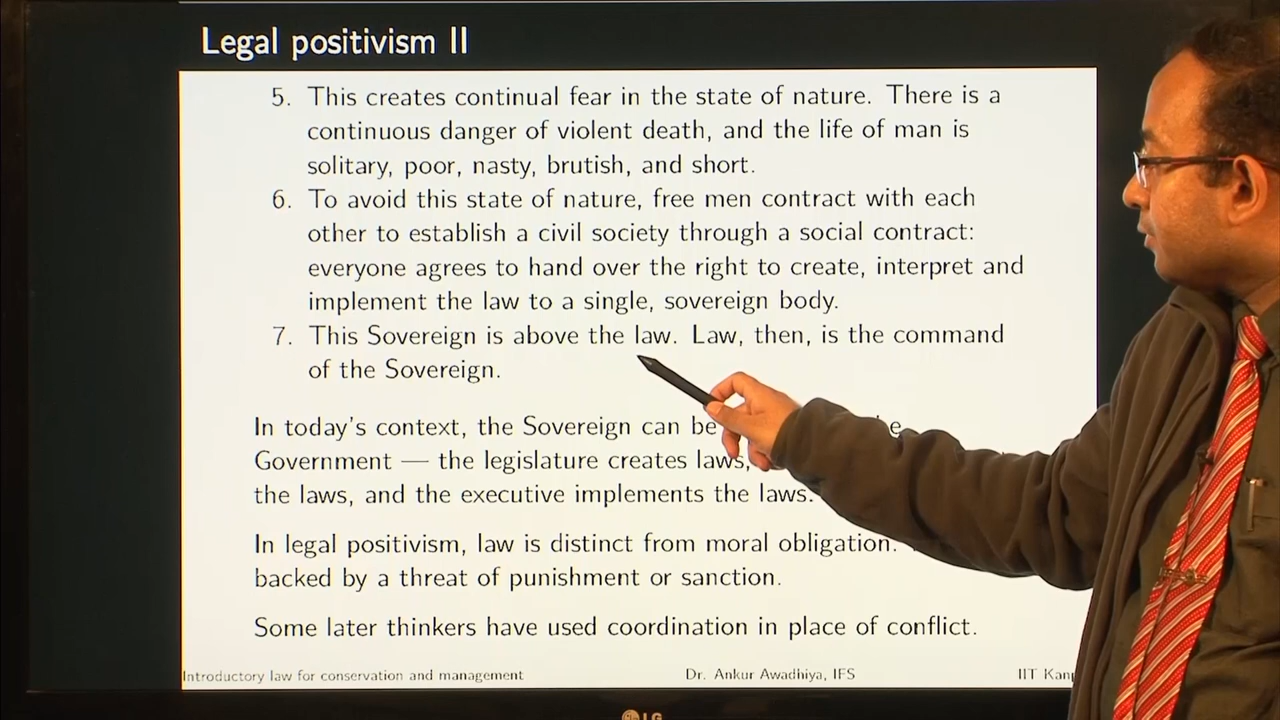 Legal positivism II
5. This creates continual fear in the state of nature. There is a
continuous danger of violent death, and the life of man is
solitary, poor, nasty, brutish, and short.
6. To avoid this state of nature, free men contract with each
other to establish a civil society through a social contract:
everyone agrees to hand over the right to create, interpret and
implement the law to a single, sovereign body.
7. This Sovereign is above the law. Law, then, is the command
of the Sovereign.
In today's context, the Sovereign can be
Government — the legislature creates laws,
the laws, and the executive implements the laws.
In legal positivism, law is distinct from moral obligation.
backed by a threat of punishment or sanction.
Some later thinkers have used coordination in place of conflict.
Introductory law for conservation and management Dr. Ankur Awadhiya, IFS IIT
LG